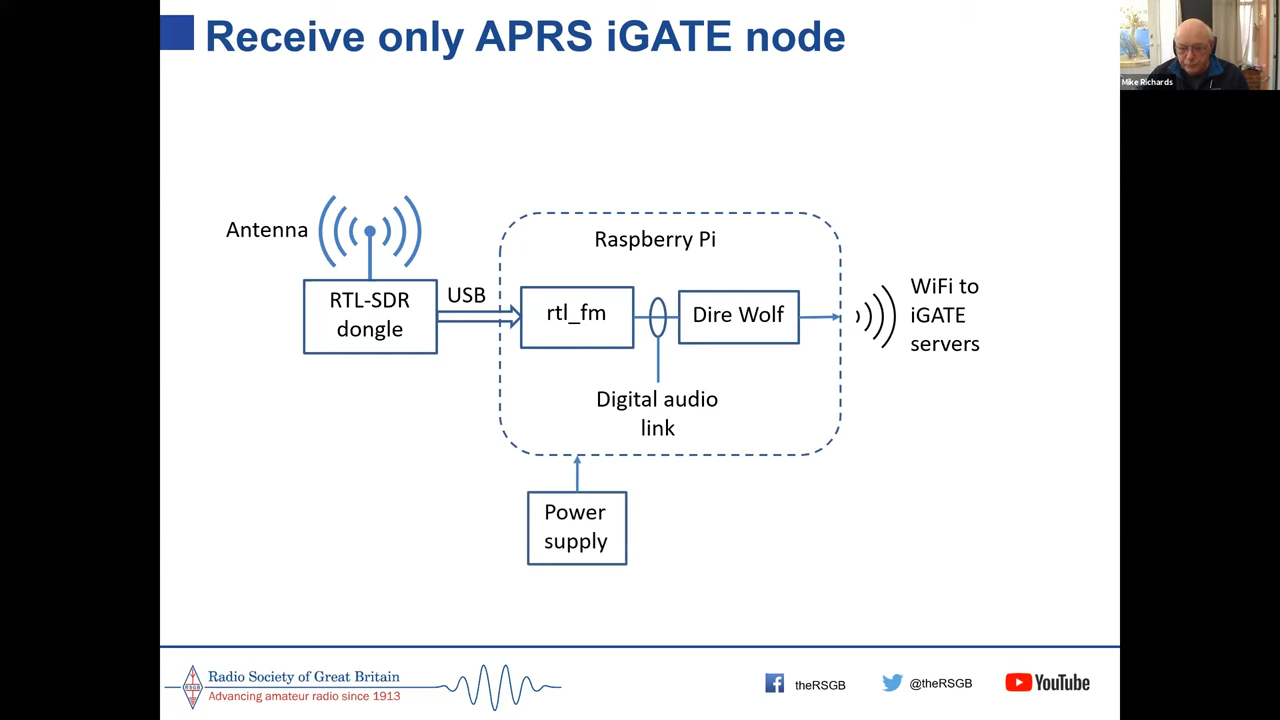 Receive only APRS iGATE node
Mike Richards
Antenna
RTL-SDR
dongle
USB
Raspberry Pi
rtl_fm
Dire Wolf
Digital audio
link
WiFi to
iGATE
servers
Power
supply
RSGB
Radio Society of Great Britain
Advancing amateur radio since 1913
theRSGB
@theRSGB
YouTube